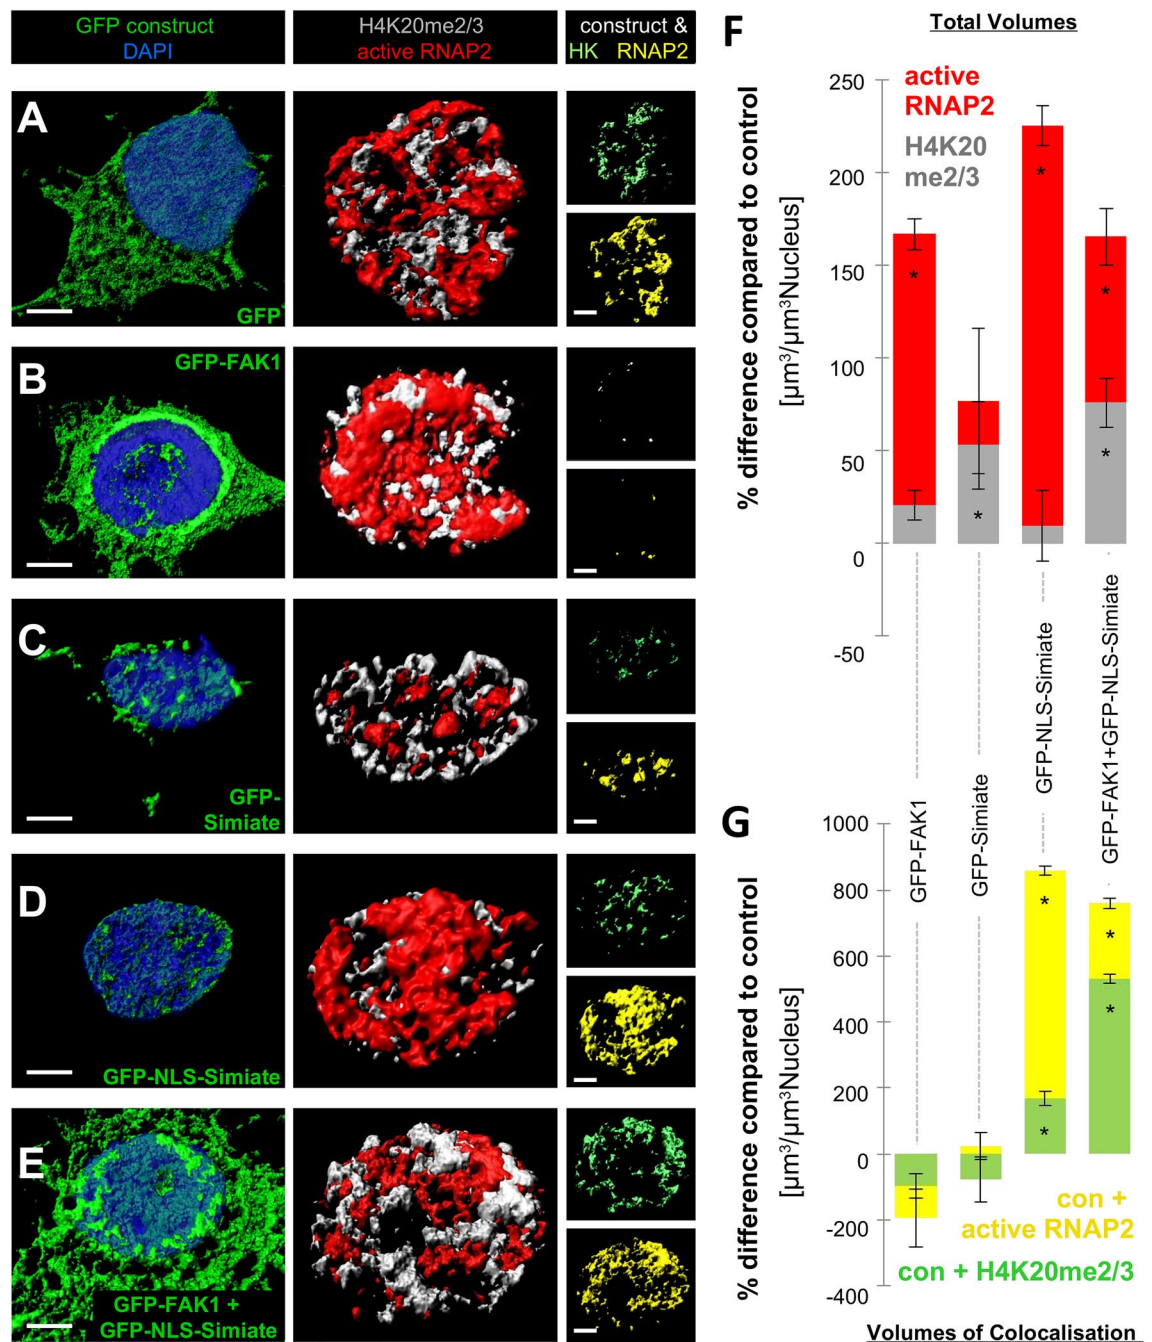 GFP construct
DAPI
H4K20me2/3
active RNAP2
construct &
HK RNAP2
A
GFP
B
GFP-FAK1
C
GFP-
Simiate
D
GFP-NLS-Simiate
E
GFP-FAK1 +
GFP-NLS-Simiate
F
Total Volumes
% difference compared to control
[µm³/µm³Nucleus]
250
200
150
100
50
0
-50
active
RNAP2
H4K20
me2/3
*
*
*
*
*
*
GFP-FAK1
GFP-Simiate
GFP-NLS-Simiate
GFP-FAK1+GFP-NLS-Simiate
G
% difference compared to control
[µm³/µm³Nucleus]
1000
800
600
400
200
0
-200
-400
*
*
*
*
con +
active RNAP2
con + H4K20me2/3
Volumes of Colocalisation